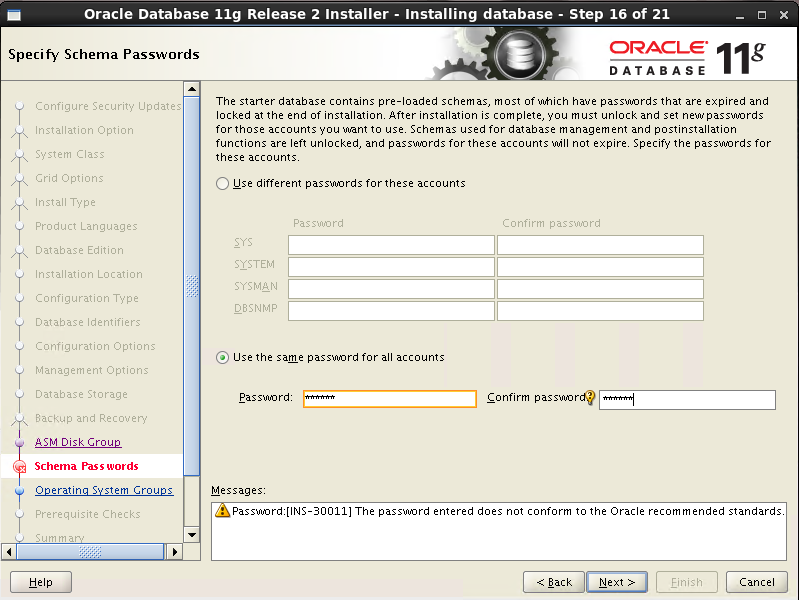 Oracle Database 11g Release 2 Installer - Installing database - Step 16 of 21
Specify Schema Passwords
ORACLE®
DATABASE
11g
Configure Security Updates
Installation Option
System Class
Grid Options
Install Type
Product Languages
Database Edition
Installation Location
Configuration Type
Database Identifiers
Configuration Options
Management Options
Database Storage
Backup and Recovery
ASM Disk Group
Schema Passwords
Operating System Groups
Prerequisite Checks
Summary
The starter database contains pre-loaded schemas, most of which have passwords that are expired and
locked at the end of installation. After installation is complete, you must unlock and set new passwords
for those accounts you want to use. Schemas used for database management and postinstallation
functions are left unlocked, and passwords for these accounts will not expire. Specify the passwords for
these accounts.
Use different passwords for these accounts
Password Confirm password
SYS
SYSTEM
SYSMAN
DBSNMP
Use the same password for all accounts
Password: ****** Confirm password: ******
Messages:
Password:[INS-30011] The password entered does not conform to the Oracle recommended standards.
Help < Back Next > Finish Cancel